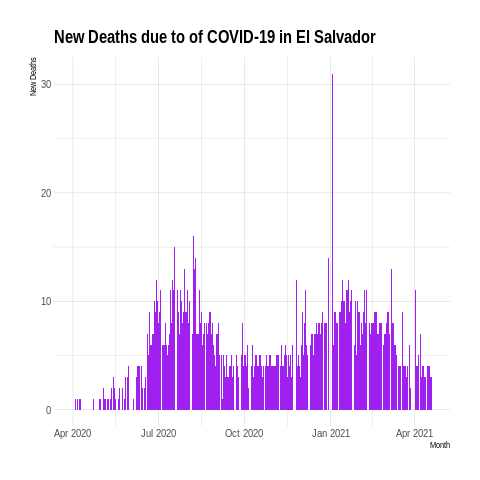 New Deaths due to of COVID-19 in El Salvador
New Deaths
30
20
10
0
Apr 2020 Jul 2020 Oct 2020 Jan 2021 Apr 2021
Month